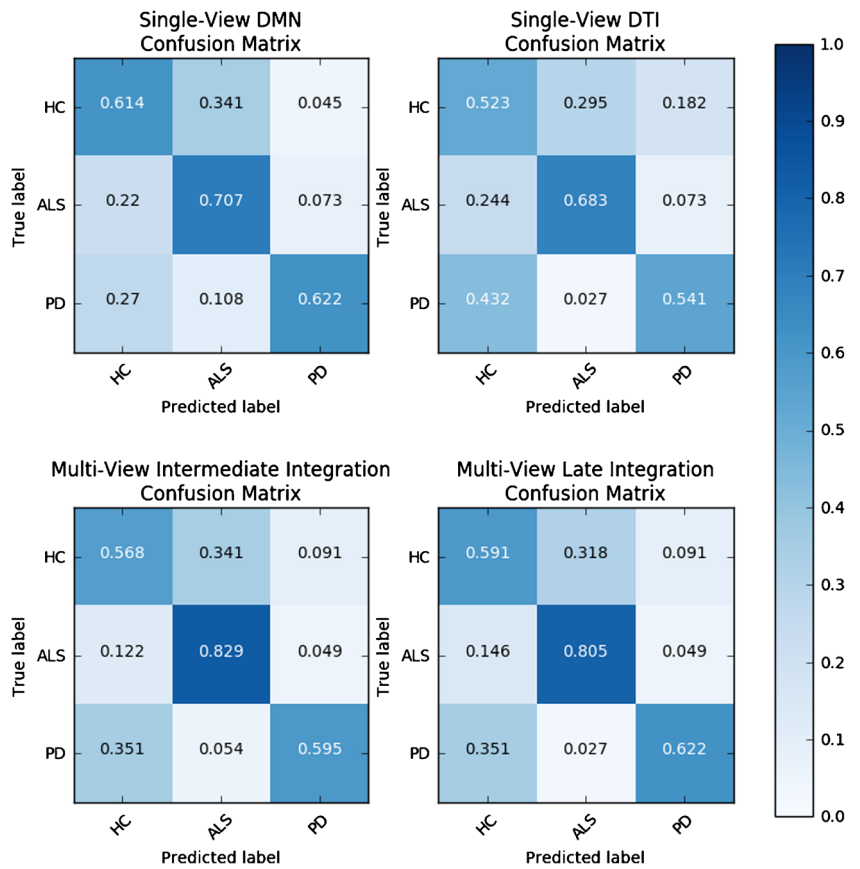 Single-View DMN
Confusion Matrix
True label
HC
0.614 0.341 0.045
ALS
0.22 0.707 0.073
PD
0.27 0.108 0.622
HC ALS PD
Predicted label
Single-View DTI
Confusion Matrix
True label
HC
0.523 0.295 0.182
ALS
0.244 0.683 0.073
PD
0.432 0.027 0.541
HC ALS PD
Predicted label
Multi-View Intermediate Integration
Confusion Matrix
True label
HC
0.568 0.341 0.091
ALS
0.122 0.829 0.049
PD
0.351 0.054 0.595
HC ALS PD
Predicted label
Multi-View Late Integration
Confusion Matrix
True label
HC
0.591 0.318 0.091
ALS
0.146 0.805 0.049
PD
0.351 0.027 0.622
HC ALS PD
Predicted label
1.0
0.9
0.8
0.7
0.6
0.5
0.4
0.3
0.2
0.1
0.0